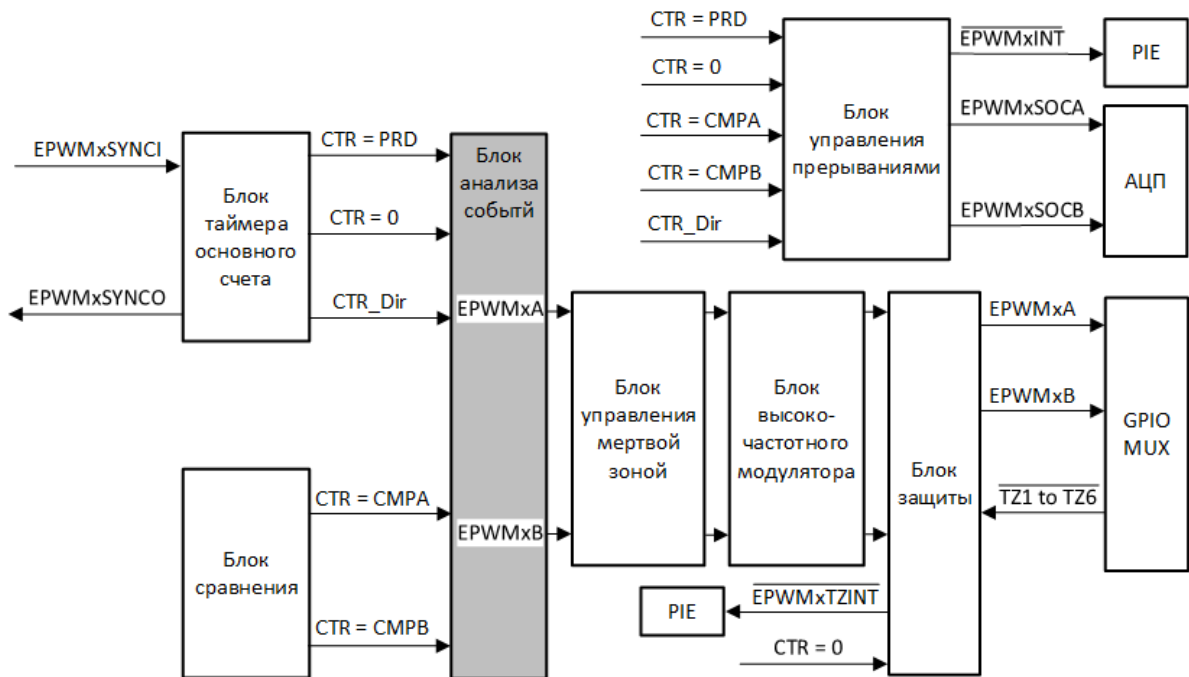 CTR = PRD
CTR = 0
CTR = CMPA
CTR = CMPB
CTR_Dir
Блок
управления
прерываниями
EPWMxINT
EPWMxSOCA
EPWMxSOCB
PIE
АЦП
EPWMxSYNCI
EPWMxSYNCO
Блок
таймера
основного
счета
CTR = PRD
CTR = 0
CTR_Dir
Блок
анализа
событй
EPWMxA
EPWMxB
Блок
сравнения
CTR = CMPA
CTR = CMPB
Блок
управления
мертвой
зоной
Блок
высоко-
частотного
модулятора
Блок
защиты
EPWMxA
EPWMxB
TZ1 to TZ6
GPIO
MUX
PIE
EPWMxTZINT
CTR = 0